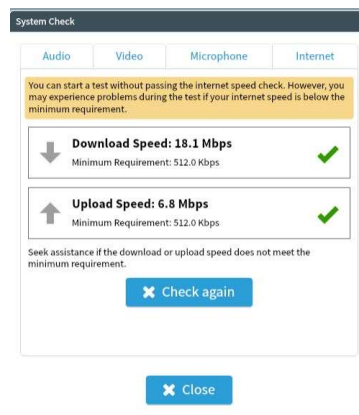 System Check
Audio Video Microphone Internet
You can start a test without passing the internet speed check. However, you
may experience problems during the test if your internet speed is below the
minimum requirement.
Download Speed: 18.1 Mbps
Minimum Requirement: 512.0 Kbps
Upload Speed: 6.8 Mbps
Minimum Requirement: 512.0 Kbps
Seek assistance if the download or upload speed does not meet the
minimum requirement.
Check again
Close